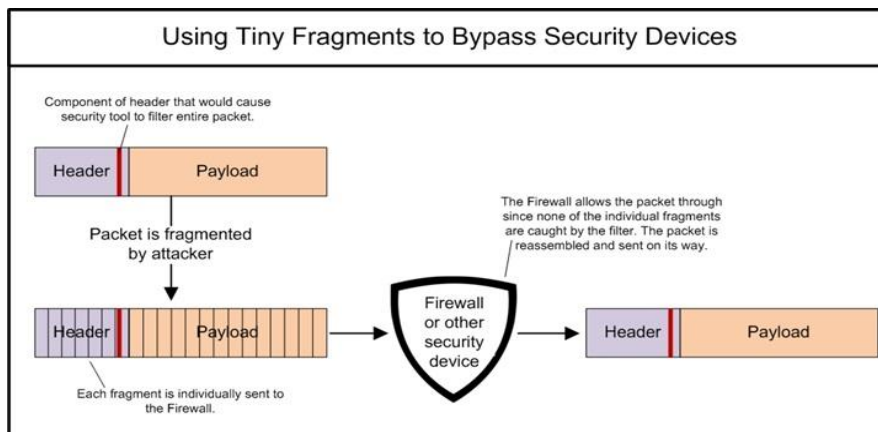 Using Tiny Fragments to Bypass Security Devices
Component of header that would cause
security tool to filter entire packet.
Header
Payload
Packet is fragmented
by attacker
The Firewall allows the packet through
since none of the individual fragments
are caught by the filter. The packet is
reassembled and sent on its way.
Header
Payload
Firewall
or other
security
device
Header
Payload
Each fragment is individually sent to
the Firewall.